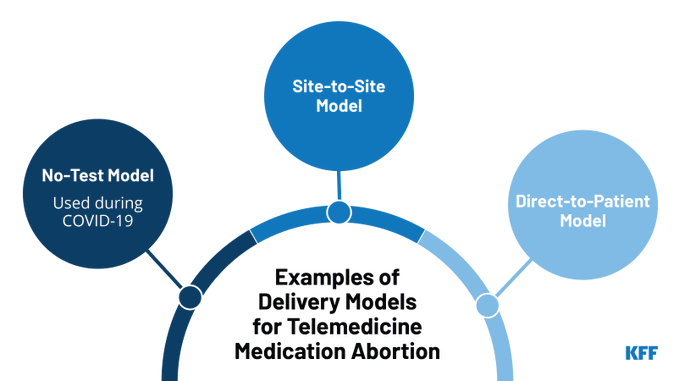 Site-to-Site
Model
No-Test Model
Used during
COVID-19
Direct-to-Patient
Model
Examples of
Delivery Models
for Telemedicine
Medication Abortion
KFF